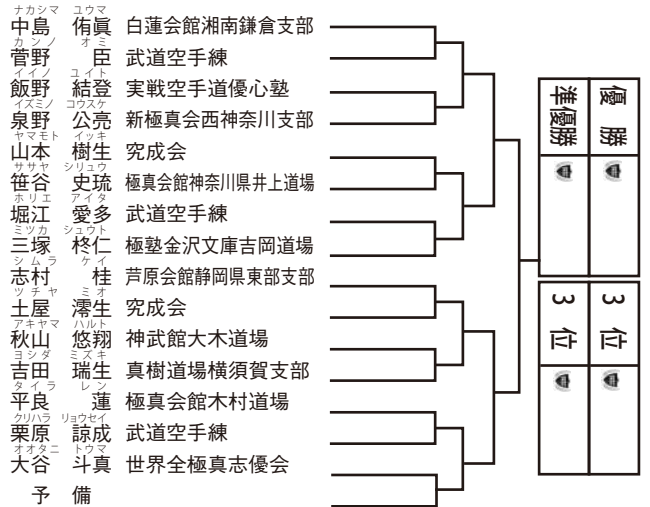 ナカシマ ユウマ
中島 侑眞 白蓮会館湘南鎌倉支部
カンノ オミ
菅野 臣 武道空手練
イイノ ユイト
飯野 結登 実戦空手道優心塾
イズミノ コウスケ
泉野 公亮 新極真会西神奈川支部
ヤマモト イッキ
山本 樹生 究成会
ササヤ シリュウ
笹谷 史琉 極真会館神奈川県井上道場
ホリエ アイタ
堀江 愛多 武道空手練
ミツカ シュウト
三塚 柊仁 極塾金沢文庫吉岡道場
シムラ ケイ
志村 桂 芦原会館静岡県東部支部
ツチヤ ミオ
土屋 澪生 究成会
アキヤマ ハルト
秋山 悠翔 神武館大木道場
ヨシダ ミズキ
吉田 瑞生 真樹道場横須賀支部
タイラ レン
平良 蓮 極真会館木村道場
クリハラ リョウセイ
栗原 諒成 武道空手練
オオタニ トウマ
大谷 斗真 世界全極真志優会
予備
優勝
準優勝
3位
3位